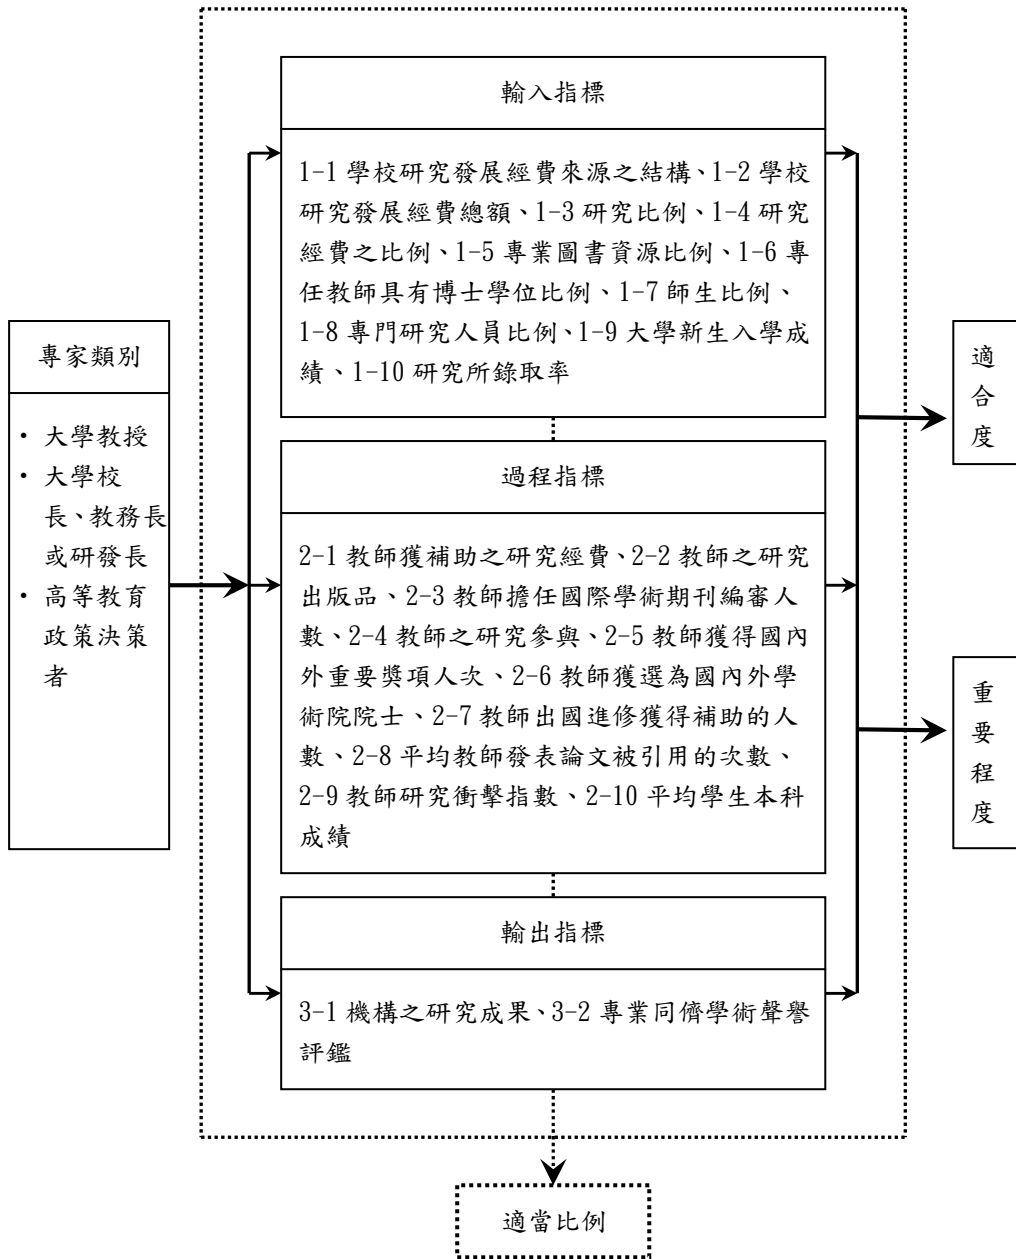 輸入指標
1-1 學校研究發展經費來源之結構、1-2 學校
研究發展經費總額、1-3 研究比例、1-4 研究
經費之比例、1-5 專業圖書資源比例、1-6 專
任教師具有博士學位比例、1-7 師生比例、
1-8 專門研究人員比例、1-9 大學新生入學成
績、1-10 研究所錄取率
專家類別
· 大學教授
· 大學校
長、教務長
或研發長
· 高等教育
政策決策
者
過程指標
2-1 教師獲補助之研究經費、2-2 教師之研究
出版品、2-3 教師擔任國際學術期刊編審人
數、2-4 教師之研究參與、2-5 教師獲得國內
外重要獎項人次、2-6 教師獲選為國內外學
術院院士、2-7 教師出國進修獲得補助的人
數、2-8 平均教師發表論文被引用的次數、
2-9 教師研究衝擊指數、2-10 平均學生本科
成績
輸出指標
3-1 機構之研究成果、3-2 專業同儕學術聲譽
評鑑
適
合
度
重
要
程
度
適當比例